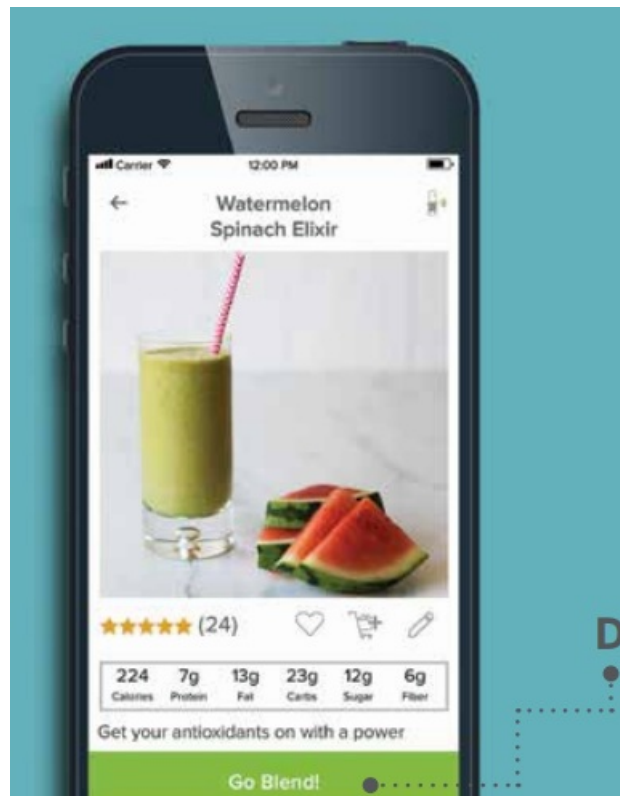 Carrier 12:00 PM
Watermelon
Spinach Elixir
(24)
224 7g 13g 23g 12g 6g
Calories Protein Fat Carbs Sugar Fiber
Get your antioxidants on with a power
D
Go Blend!